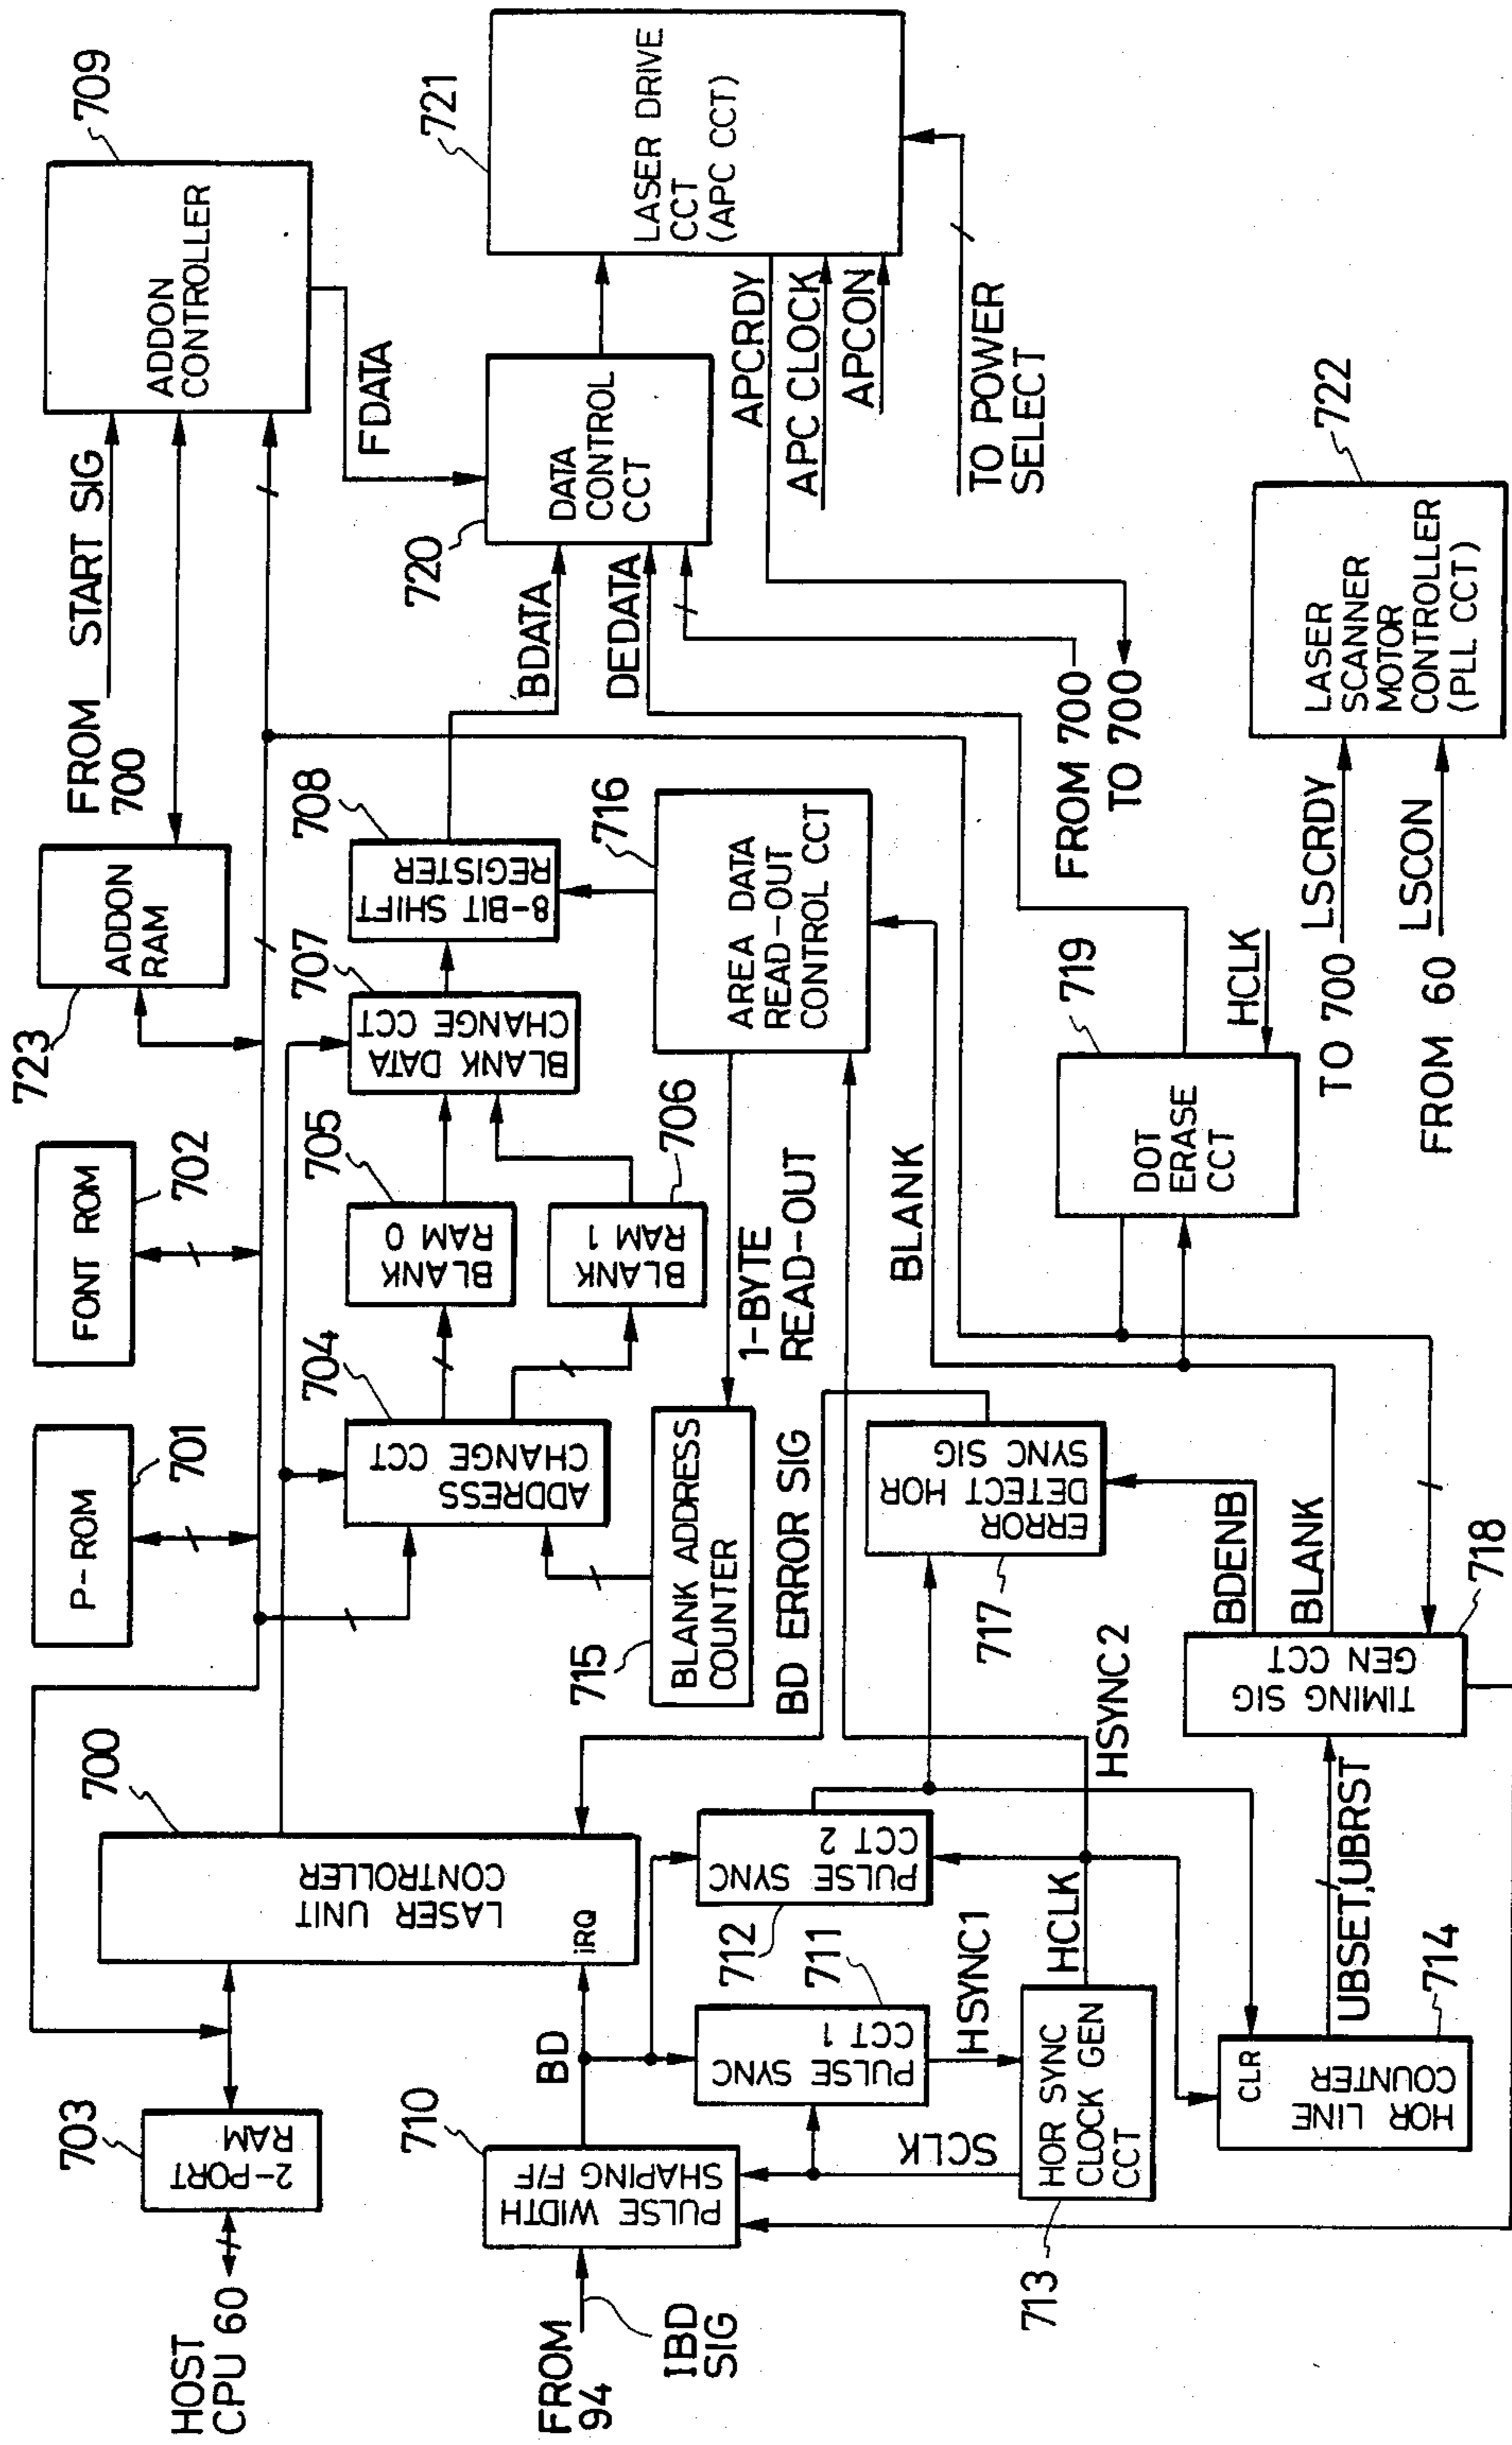 HOST
CPU 60
703
2-PORT
RAM
700
LASER UNIT
CONTROLLER
iRQ
P-ROM
701
FONT ROM
702
723
ADDON
RAM
FROM
700
START SIG
709
ADDON
CONTROLLER
FDATA
704
ADDRESS
CHANGE CCT
705
BLANK
RAM 0
706
BLANK
RAM 1
707
BLANK DATA
CHANGE CCT
708
8-BIT SHIFT
REGISTER
BDATA
DEDATA
720
DATA
CONTROL
CCT
721
LASER DRIVE
CCT
(APC CCT)
APCRDY
APC CLOCK
APCON
TO POWER
SELECT
FROM 700
TO 700
715
BLANK ADDRESS
COUNTER
1-BYTE
READ-OUT
716
AREA DATA
READ-OUT
CONTROL CCT
FROM
94
IBD
SIG
710
PULSE WIDTH
SHAPING F/F
BD
711
PULSE SYNC
CCT 1
712
PULSE SYNC
CCT 2
SCLK
HSYNC1
713
HOR SYNC
CLOCK GEN
CCT
HCLK
HSYNC2
BD ERROR SIG
717
ERROR
DETECT HOR
SYNC SIG
BLANK
714
CLR
HOR LINE
COUNTER
UBSET,UBRST
718
TIMING SIG
GEN CCT
BDENB
BLANK
719
DOT
ERASE
CCT
HCLK
722
LASER
SCANNER
MOTOR
CONTROLLER
(PLL CCT)
TO 700 LSCRDY
FROM 60 LSCON